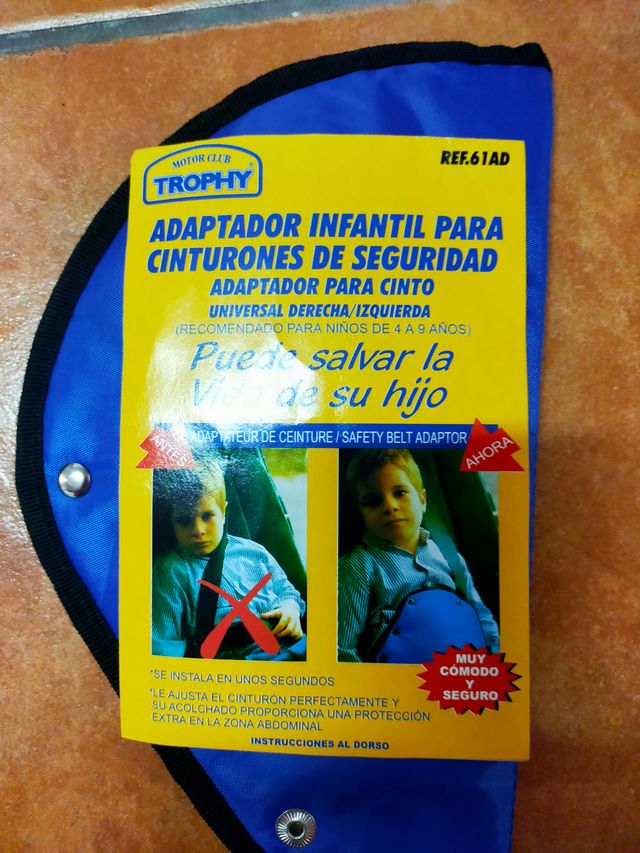 MOTOR CLUB
TROPHY®
REF.61AD
ADAPTADOR INFANTIL PARA
CINTURONES DE SEGURIDAD
ADAPTADOR PARA CINTO
UNIVERSAL DERECHA/IZQUIERDA
(RECOMENDADO PARA NIÑOS DE 4 A 9 AÑOS)
Puede salvar la
Vida de su hijo
ADAPTATEUR DE CEINTURE / SAFETY BELT ADAPTOR
ANTES
AHORA
MUY
CÓMODO
Y
SEGURO
*SE INSTALA EN UNOS SEGUNDOS
*LE AJUSTA EL CINTURÓN PERFECTAMENTE Y
SU ACOLCHADO PROPORCIONA UNA PROTECCIÓN
EXTRA EN LA ZONA ABDOMINAL
INSTRUCCIONES AL DORSO